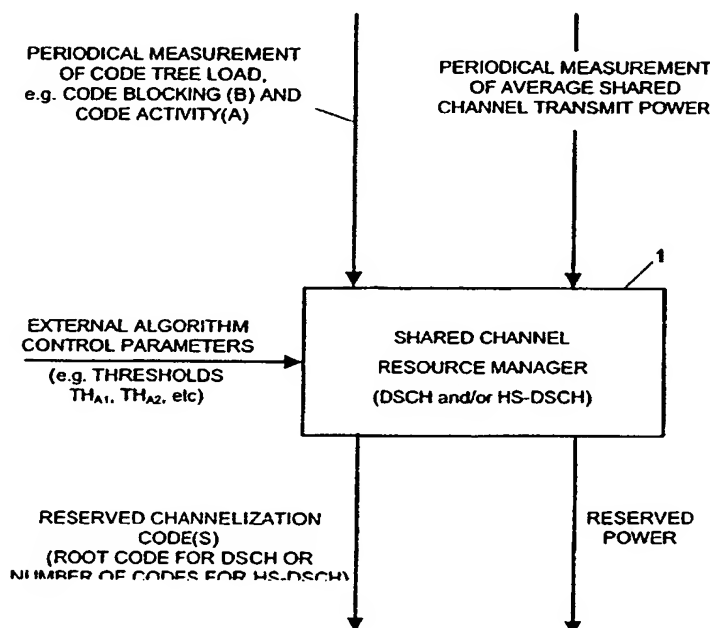 PERIODICAL MEASUREMENT
OF CODE TREE LOAD,
e.g. CODE BLOCKING (B) AND
CODE ACTIVITY(A)
PERIODICAL MEASUREMENT
OF AVERAGE SHARED
CHANNEL TRANSMIT POWER
1
EXTERNAL ALGORITHM
CONTROL PARAMETERS
(e.g. THRESHOLDS
TH_A1, TH_A2, etc)
SHARED CHANNEL
RESOURCE MANAGER
(DSCH and/or HS-DSCH)
RESERVED CHANNELIZATION
CODE(S)
(ROOT CODE FOR DSCH OR
NUMBER OF CODES FOR HS-DSCH)
RESERVED
POWER